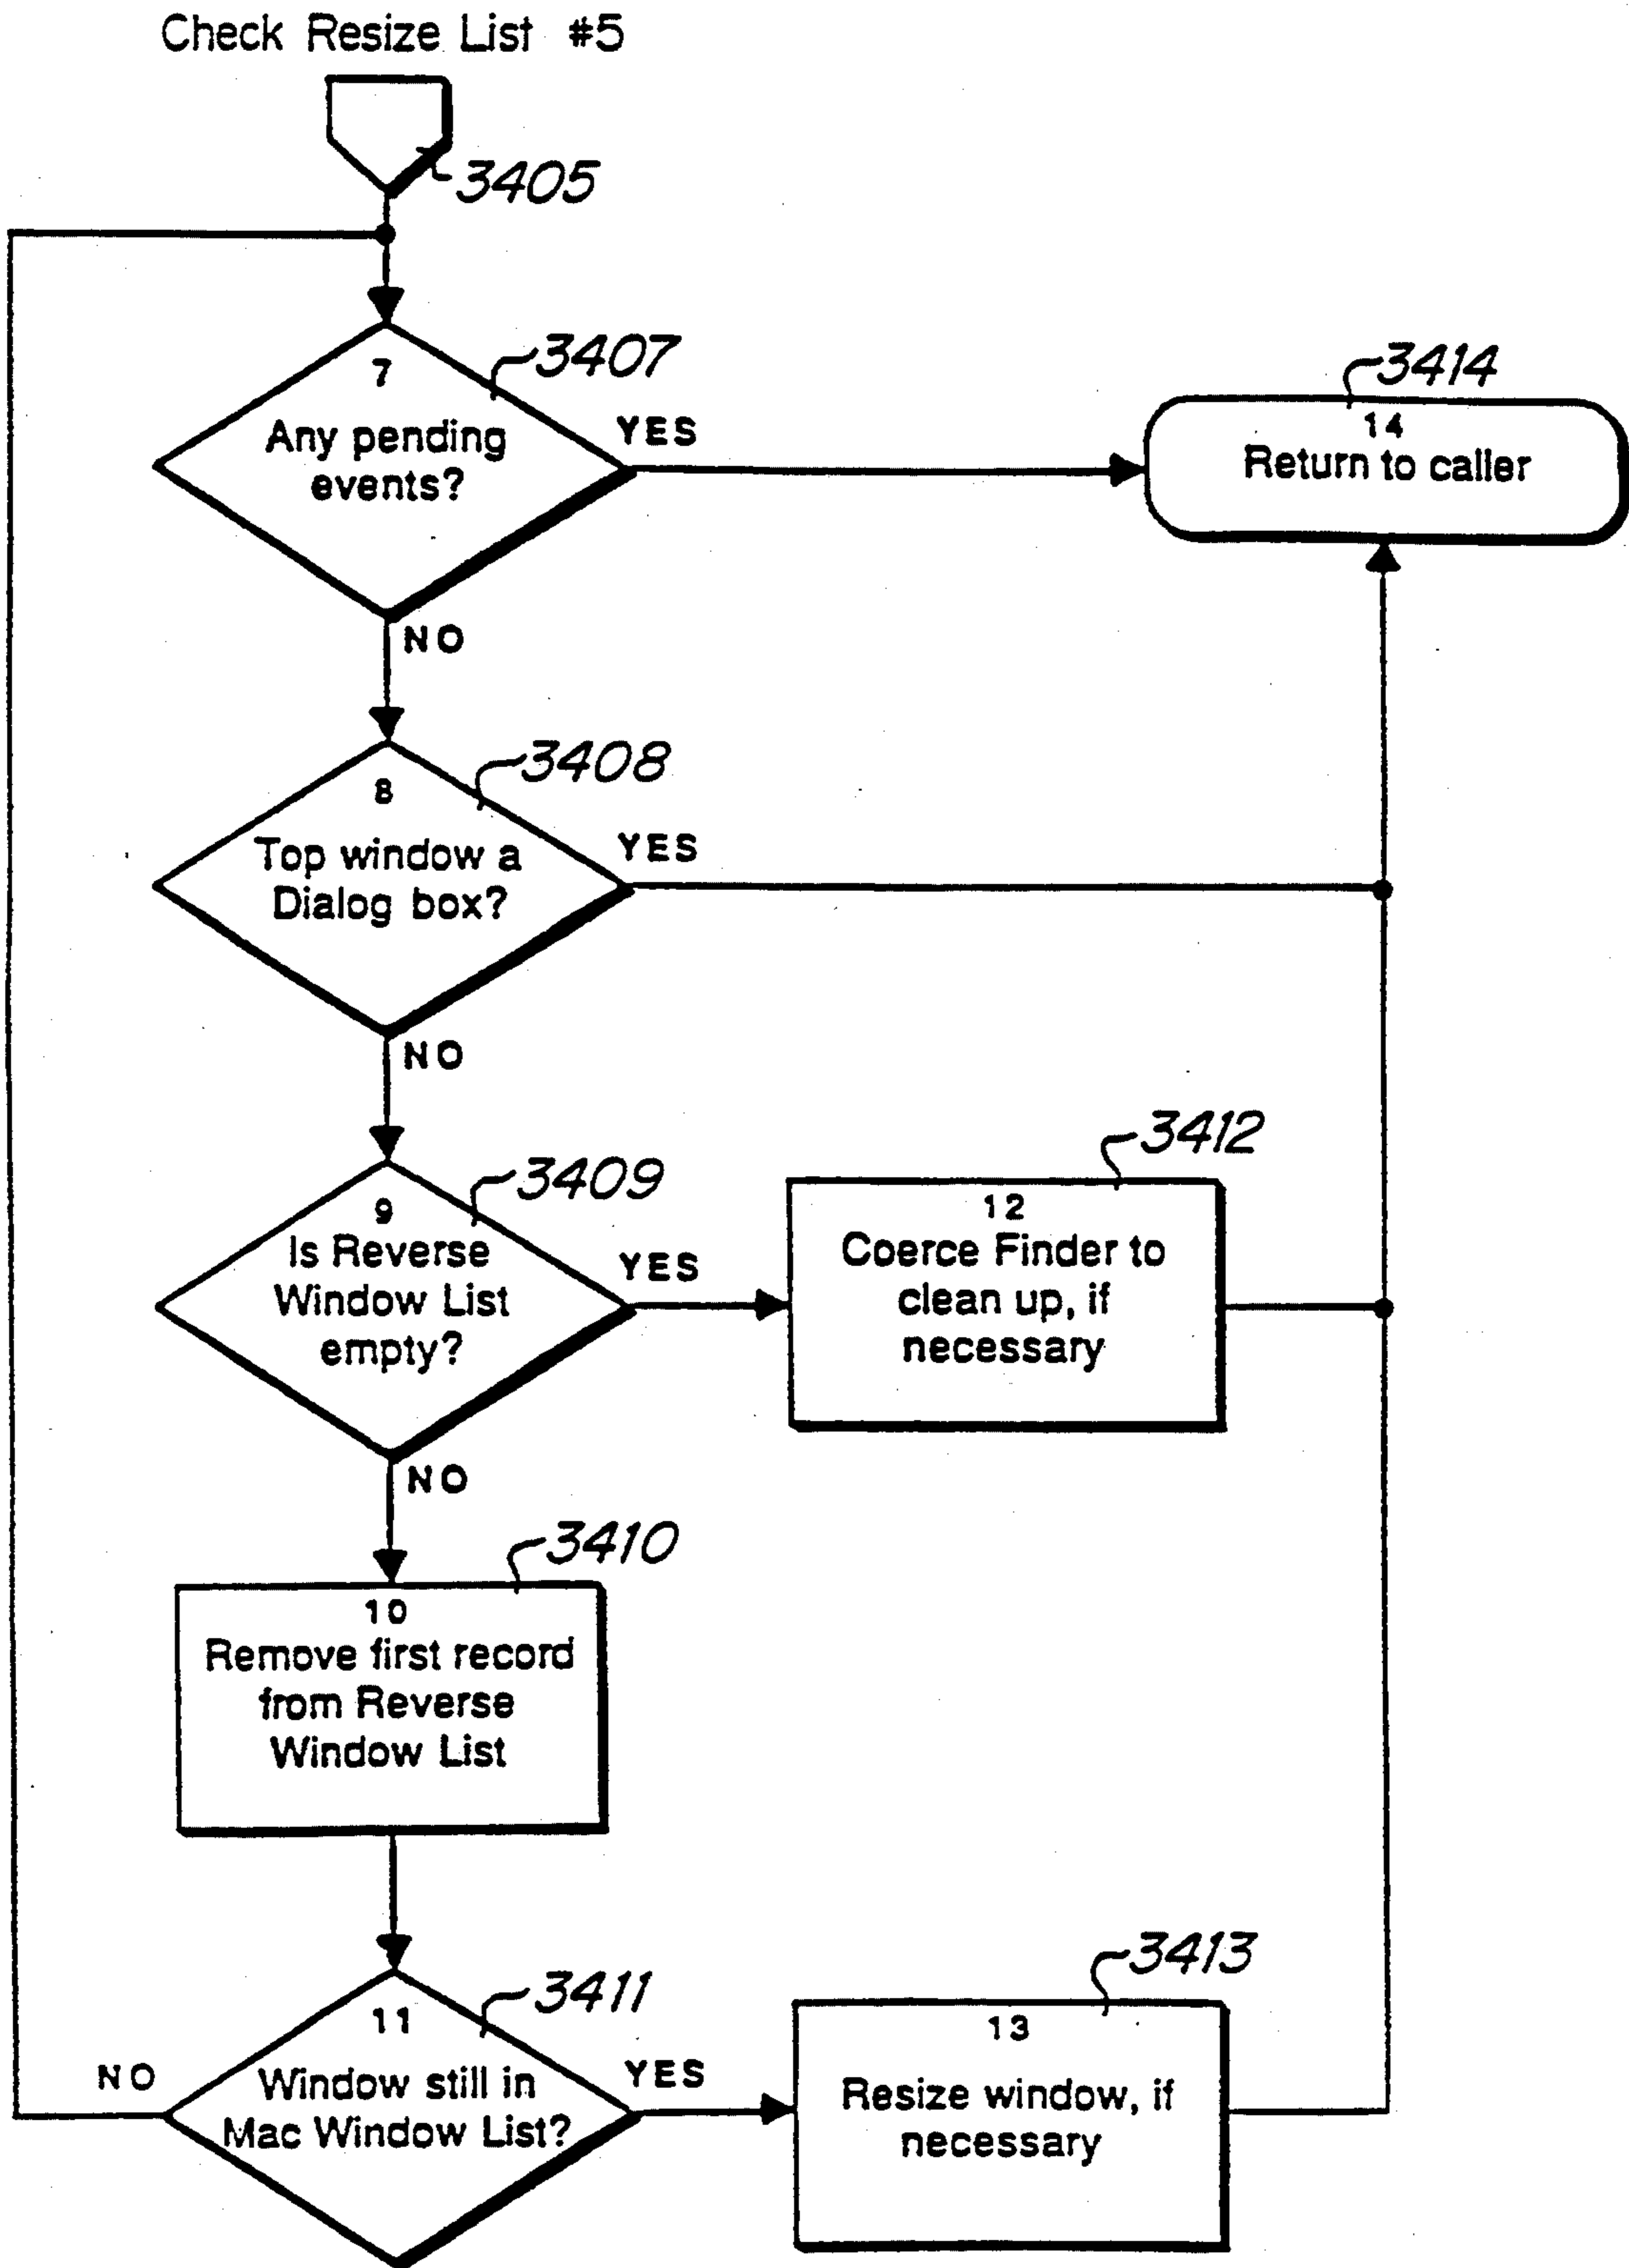 Check Resize List #5
3405
3407
7
Any pending
events?
YES
NO
3414
14
Return to caller
3408
8
Top window a
Dialog box?
YES
NO
3409
9
Is Reverse
Window List
empty?
YES
NO
3412
12
Coerce Finder to
clean up, if
necessary
3410
10
Remove first record
from Reverse
Window List
3411
11
Window still in
Mac Window List?
NO
YES
3413
13
Resize window, if
necessary